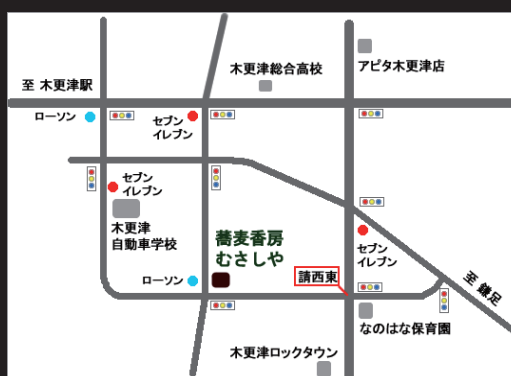 木更津総合高校
アピタ木更津店
至 木更津駅
ローソン
セブン
イレブン
セブン
イレブン
木更津
自動車学校
蕎麦香房
むさしや
セブン
イレブン
ローソン
請西東
至 鎌足
なのはな保育園
木更津ロックタウン